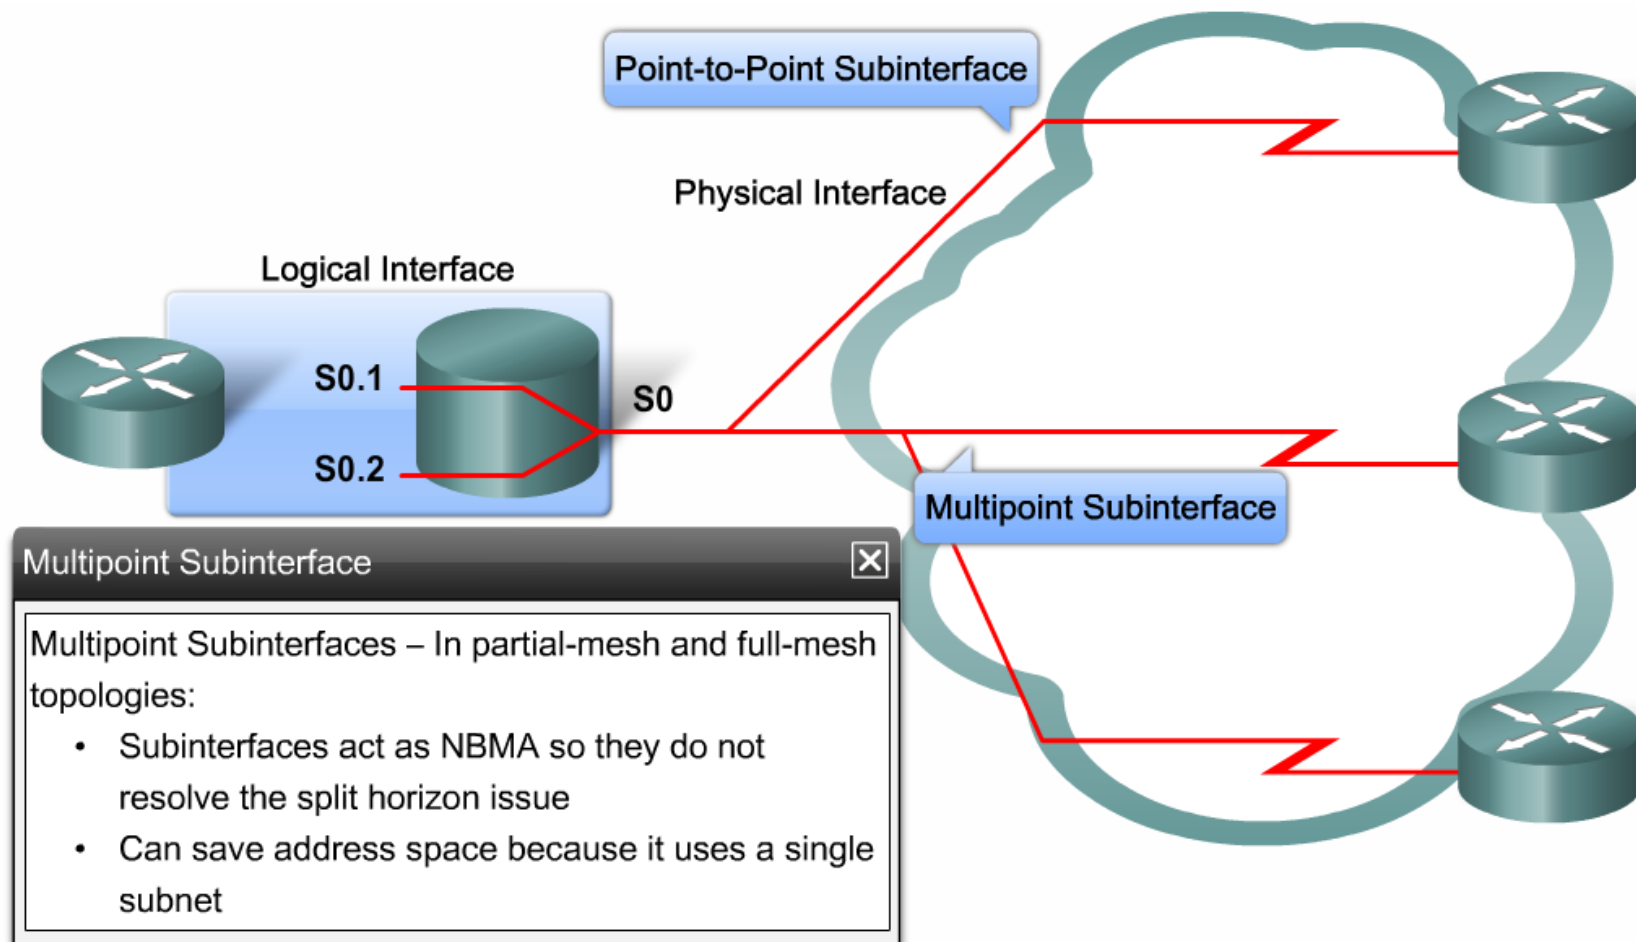 Point-to-Point Subinterface
Physical Interface
Logical Interface
S0.1
S0
S0.2
Multipoint Subinterface
Multipoint Subinterface
Multipoint Subinterfaces – In partial-mesh and full-mesh
topologies:
• Subinterfaces act as NBMA so they do not
resolve the split horizon issue
• Can save address space because it uses a single
subnet